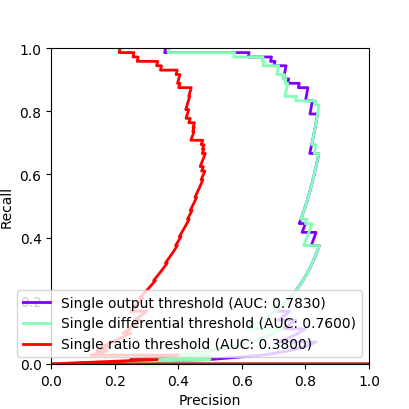 1.0
0.8
0.6
0.4
0.2
0.0
Recall
Single output threshold (AUC: 0.7830)
Single differential threshold (AUC: 0.7600)
Single ratio threshold (AUC: 0.3800)
0.0 0.2 0.4 0.6 0.8 1.0
Precision